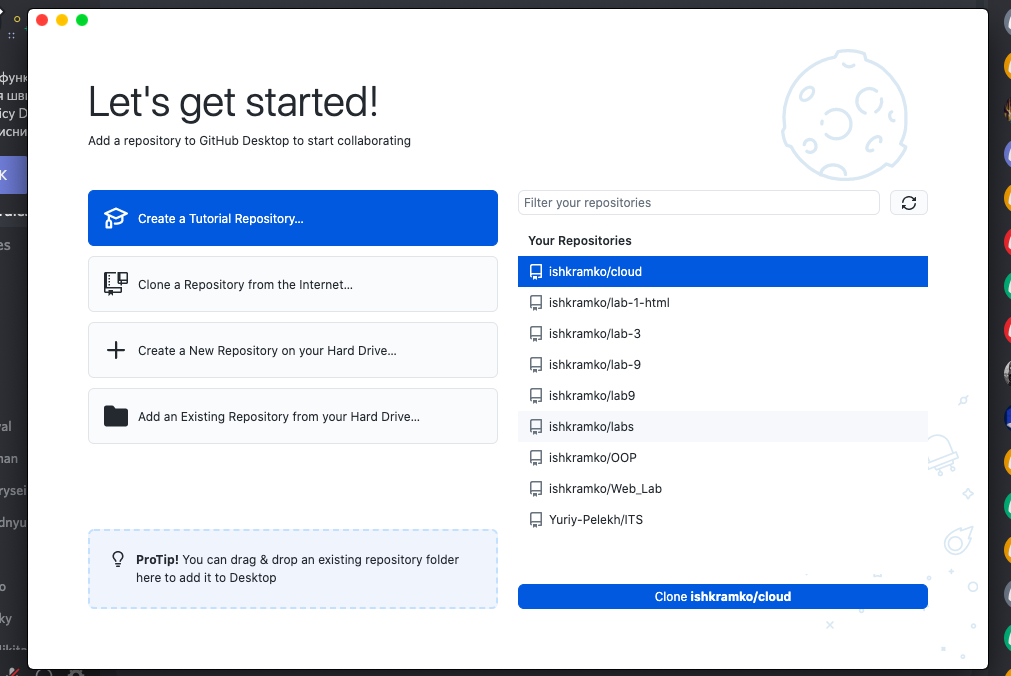 Let's get started!
Add a repository to GitHub Desktop to start collaborating
Create a Tutorial Repository...
Clone a Repository from the Internet...
Create a New Repository on your Hard Drive...
Add an Existing Repository from your Hard Drive...
ProTip! You can drag & drop an existing repository folder
here to add it to Desktop
Filter your repositories
Your Repositories
ishkramko/cloud
ishkramko/lab-1-html
ishkramko/lab-3
ishkramko/lab-9
ishkramko/lab9
ishkramko/labs
ishkramko/OOP
ishkramko/Web_Lab
Yuriy-Pelekh/ITS
Clone ishkramko/cloud